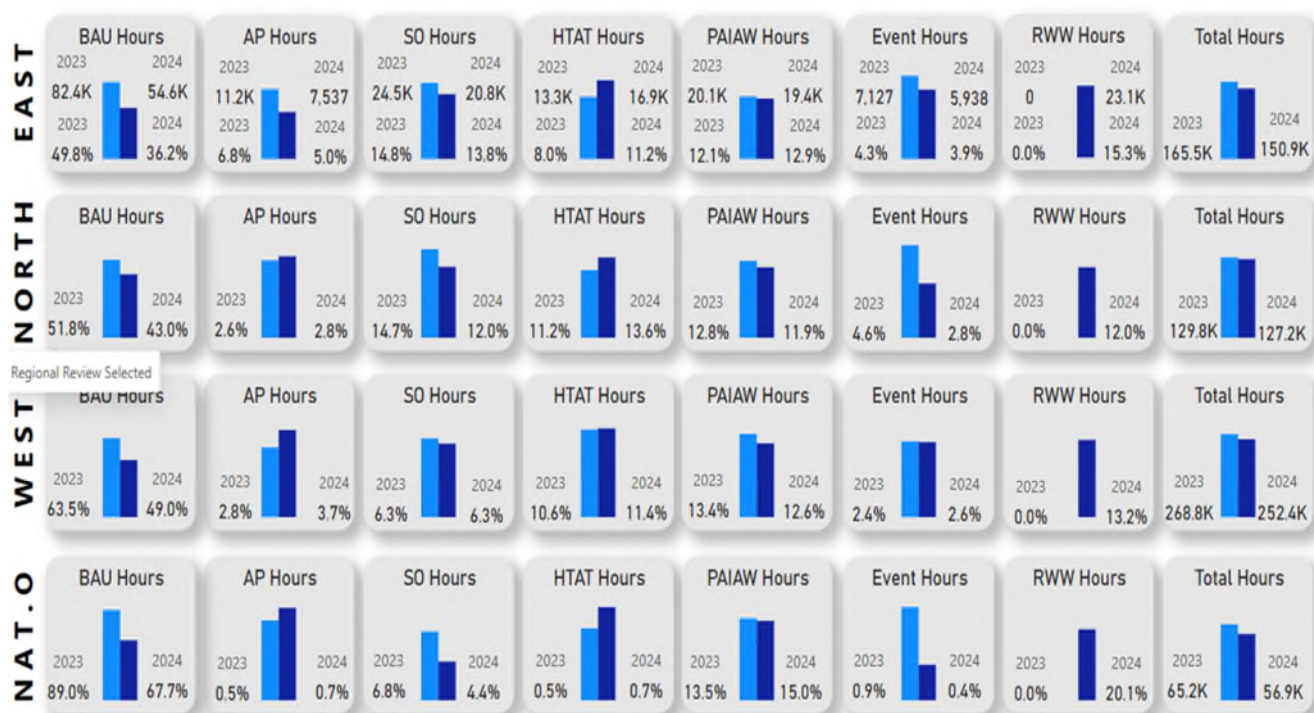 EAST
BAU Hours
2023 2024
82.4K 54.6K
2023 2024
49.8% 36.2%
AP Hours
2023 2024
11.2K 7,537
2023 2024
6.8% 5.0%
SO Hours
2023 2024
24.5K 20.8K
2023 2024
14.8% 13.8%
HTAT Hours
2023 2024
13.3K 16.9K
2023 2024
8.0% 11.2%
PAIAW Hours
2023 2024
20.1K 19.4K
2023 2024
12.1% 12.9%
Event Hours
2023 2024
7,127 5,938
2023 2024
4.3% 3.9%
RWW Hours
2023 2024
0 23.1K
2023 2024
0.0% 15.3%
Total Hours
2023 2024
165.5K 150.9K
NORTH
BAU Hours
2023 2024
51.8% 43.0%
AP Hours
2023 2024
2.6% 2.8%
SO Hours
2023 2024
14.7% 12.0%
HTAT Hours
2023 2024
11.2% 13.6%
PAIAW Hours
2023 2024
12.8% 11.9%
Event Hours
2023 2024
4.6% 2.8%
RWW Hours
2023 2024
0.0% 12.0%
Total Hours
2023 2024
129.8K 127.2K
Regional Review Selected
WEST
BAU Hours
2023 2024
63.5% 49.0%
AP Hours
2023 2024
2.8% 3.7%
SO Hours
2023 2024
6.3% 6.3%
HTAT Hours
2023 2024
10.6% 11.4%
PAIAW Hours
2023 2024
13.4% 12.6%
Event Hours
2023 2024
2.4% 2.6%
RWW Hours
2023 2024
0.0% 13.2%
Total Hours
2023 2024
268.8K 252.4K
NAT.O
BAU Hours
2023 2024
89.0% 67.7%
AP Hours
2023 2024
0.5% 0.7%
SO Hours
2023 2024
6.8% 4.4%
HTAT Hours
2023 2024
0.5% 0.7%
PAIAW Hours
2023 2024
13.5% 15.0%
Event Hours
2023 2024
0.9% 0.4%
RWW Hours
2023 2024
0.0% 20.1%
Total Hours
2023 2024
65.2K 56.9K